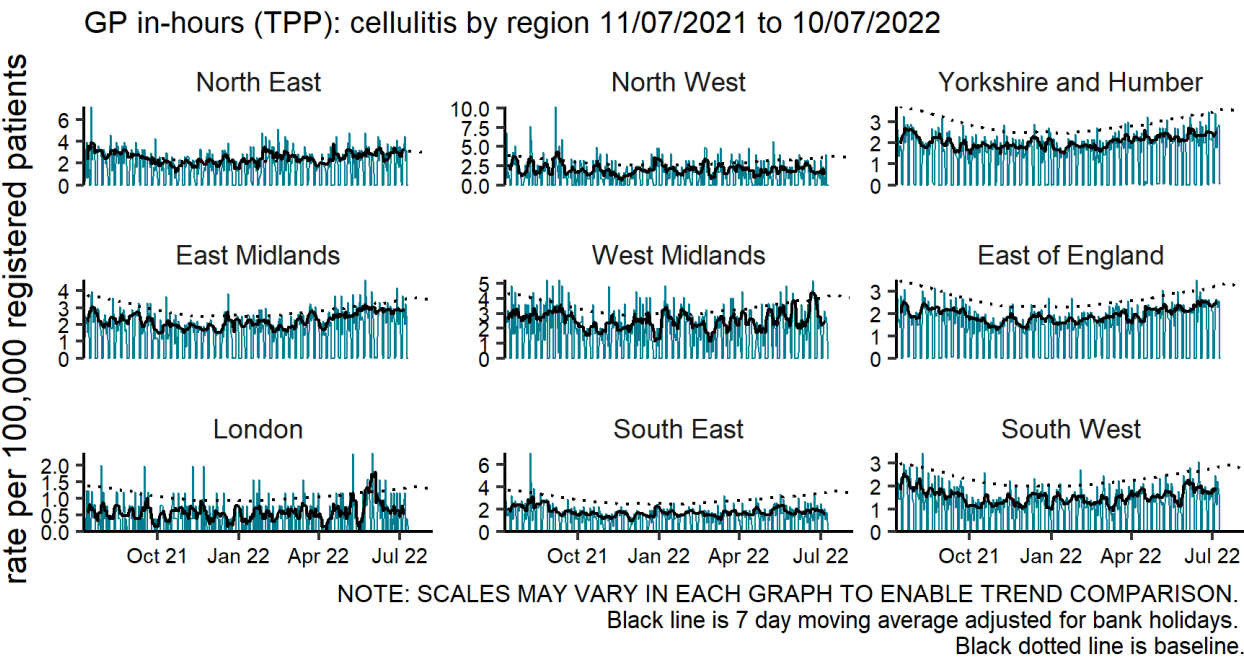 GP in-hours (TPP): cellulitis by region 11/07/2021 to 10/07/2022
rate per 100,000 registered patients
North East
6
4
2
0
North West
10.0
7.5
5.0
2.5
0.0
Yorkshire and Humber
3
2
1
0
East Midlands
4
3
2
1
0
West Midlands
5
4
3
2
1
0
East of England
3
2
1
0
London
2.0
1.5
1.0
0.5
0.0
Oct 21 Jan 22 Apr 22 Jul 22
South East
6
4
2
0
Oct 21 Jan 22 Apr 22 Jul 22
South West
3
2
1
0
Oct 21 Jan 22 Apr 22 Jul 22
NOTE: SCALES MAY VARY IN EACH GRAPH TO ENABLE TREND COMPARISON.
Black line is 7 day moving average adjusted for bank holidays.
Black dotted line is baseline.